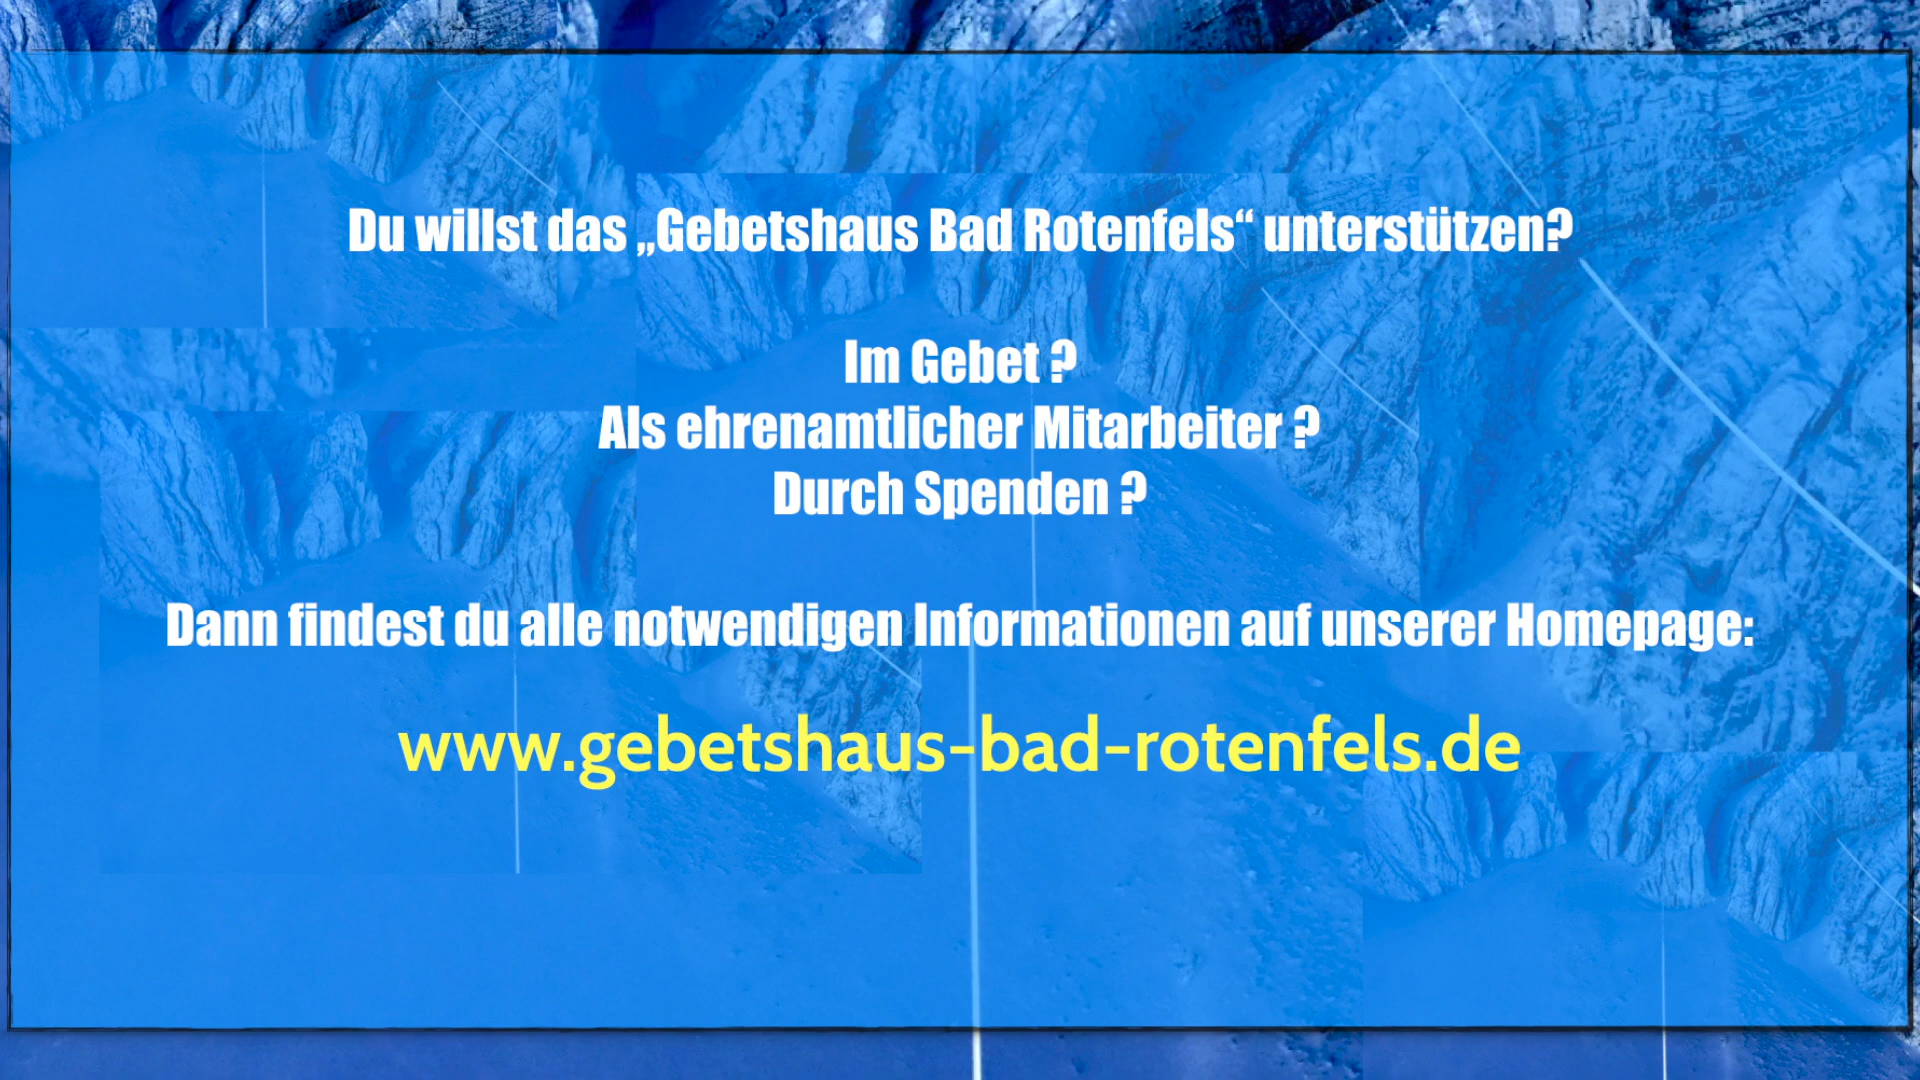 Du willst das „Gebetshaus Bad Rotenfels“ unterstützen?
Im Gebet ?
Als ehrenamtlicher Mitarbeiter ?
Durch Spenden ?
Dann findest du alle notwendigen Informationen auf unserer Homepage:
www.gebetshaus-bad-rotenfels.de